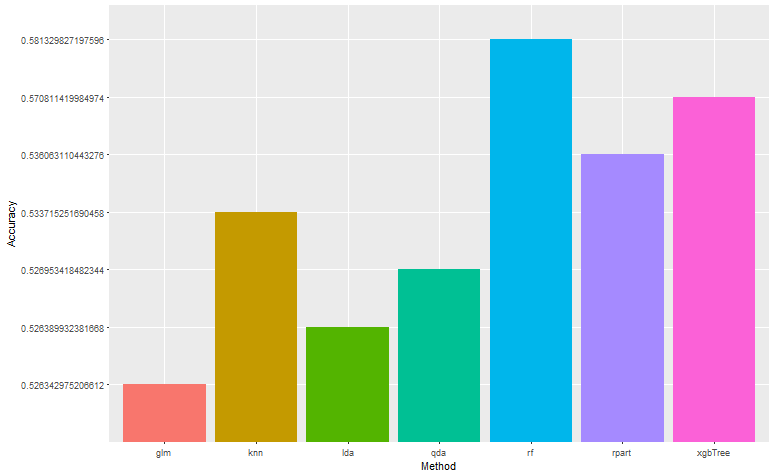 0.581329827197596
0.570811419984974
0.536063110443276
0.533715251690458
0.526953418482344
0.526389932381668
0.526342975206612
Accuracy
glm knn lda qda rf rpart xgbTree
Method